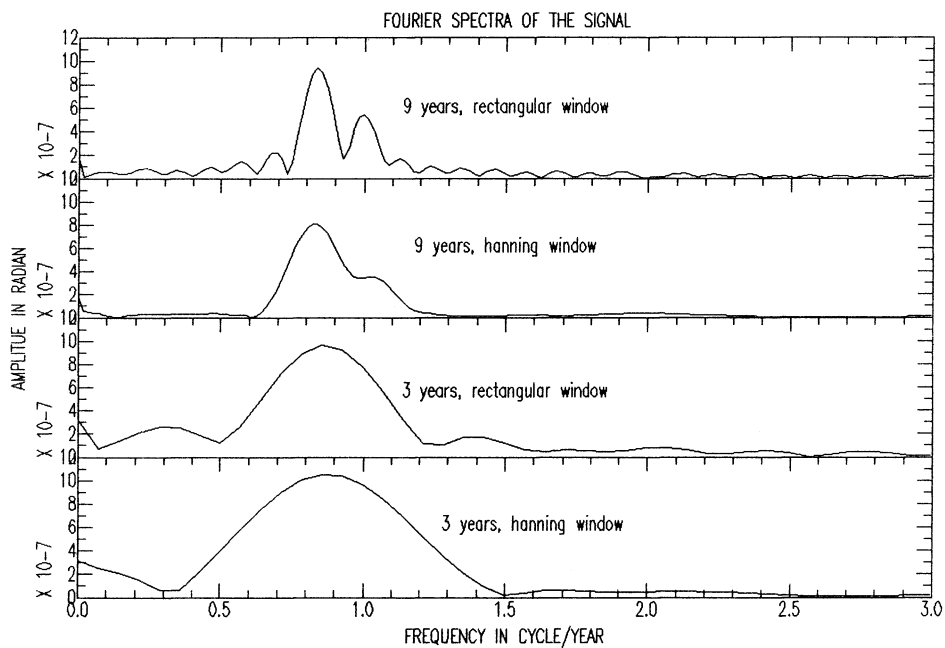 FOURIER SPECTRA OF THE SIGNAL
12
10
8
6
4
2
X 10-7
9 years, rectangular window
10
8
6
4
2
X 10-7
9 years, hanning window
10
8
6
4
2
X 10-7
3 years, rectangular window
10
8
6
4
2
0
X 10-7
3 years, hanning window
AMPLITUE IN RADIAN
0.0 0.5 1.0 1.5 2.0 2.5 3.0
FREQUENCY IN CYCLE/YEAR